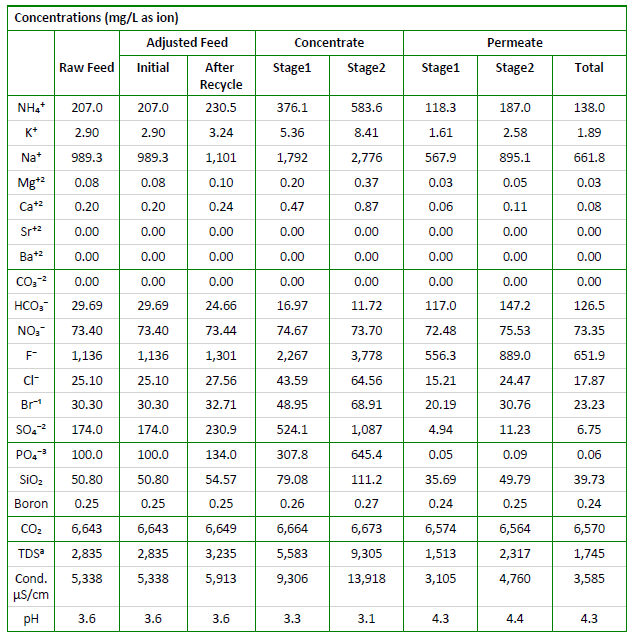 Concentrations (mg/L as ion)
Adjusted Feed Concentrate Permeate
Raw Feed Initial After Recycle Stage1 Stage2 Stage1 Stage2 Total
NH₄⁺ 207.0 207.0 230.5 376.1 583.6 118.3 187.0 138.0
K⁺ 2.90 2.90 3.24 5.36 8.41 1.61 2.58 1.89
Na⁺ 989.3 989.3 1,101 1,792 2,776 567.9 895.1 661.8
Mg⁺² 0.08 0.08 0.10 0.20 0.37 0.03 0.05 0.03
Ca⁺² 0.20 0.20 0.24 0.47 0.87 0.06 0.11 0.08
Sr⁺² 0.00 0.00 0.00 0.00 0.00 0.00 0.00 0.00
Ba⁺² 0.00 0.00 0.00 0.00 0.00 0.00 0.00 0.00
CO₃⁻² 0.00 0.00 0.00 0.00 0.00 0.00 0.00 0.00
HCO₃⁻ 29.69 29.69 24.66 16.97 11.72 117.0 147.2 126.5
NO₃⁻ 73.40 73.40 73.44 74.67 73.70 72.48 75.53 73.35
F⁻ 1,136 1,136 1,301 2,267 3,778 556.3 889.0 651.9
Cl⁻ 25.10 25.10 27.56 43.59 64.56 15.21 24.47 17.87
Br⁻¹ 30.30 30.30 32.71 48.95 68.91 20.19 30.76 23.23
SO₄⁻² 174.0 174.0 230.9 524.1 1,087 4.94 11.23 6.75
PO₄⁻³ 100.0 100.0 134.0 307.8 645.4 0.05 0.09 0.06
SiO₂ 50.80 50.80 54.57 79.08 111.2 35.69 49.79 39.73
Boron 0.25 0.25 0.25 0.26 0.27 0.24 0.25 0.24
CO₂ 6,643 6,643 6,649 6,664 6,673 6,574 6,564 6,570
TDSª 2,835 2,835 3,235 5,583 9,305 1,513 2,317 1,745
Cond. µS/cm 5,338 5,338 5,913 9,306 13,918 3,105 4,760 3,585
pH 3.6 3.6 3.6 3.3 3.1 4.3 4.4 4.3